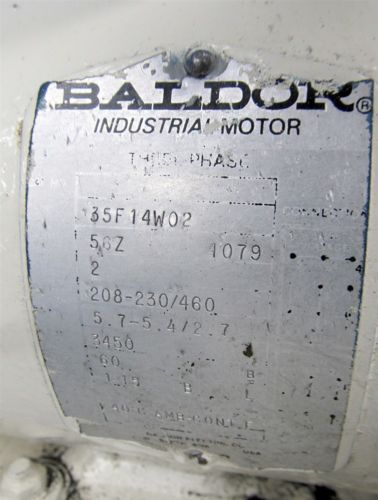 BALDOR®
INDUSTRIAL MOTOR
THREE PHASE
35F14W02
56Z 1079
2
208-230/460
5.7-5.4/2.7
3450
60
1.15 B L
40°C AMB-CONT.
USA